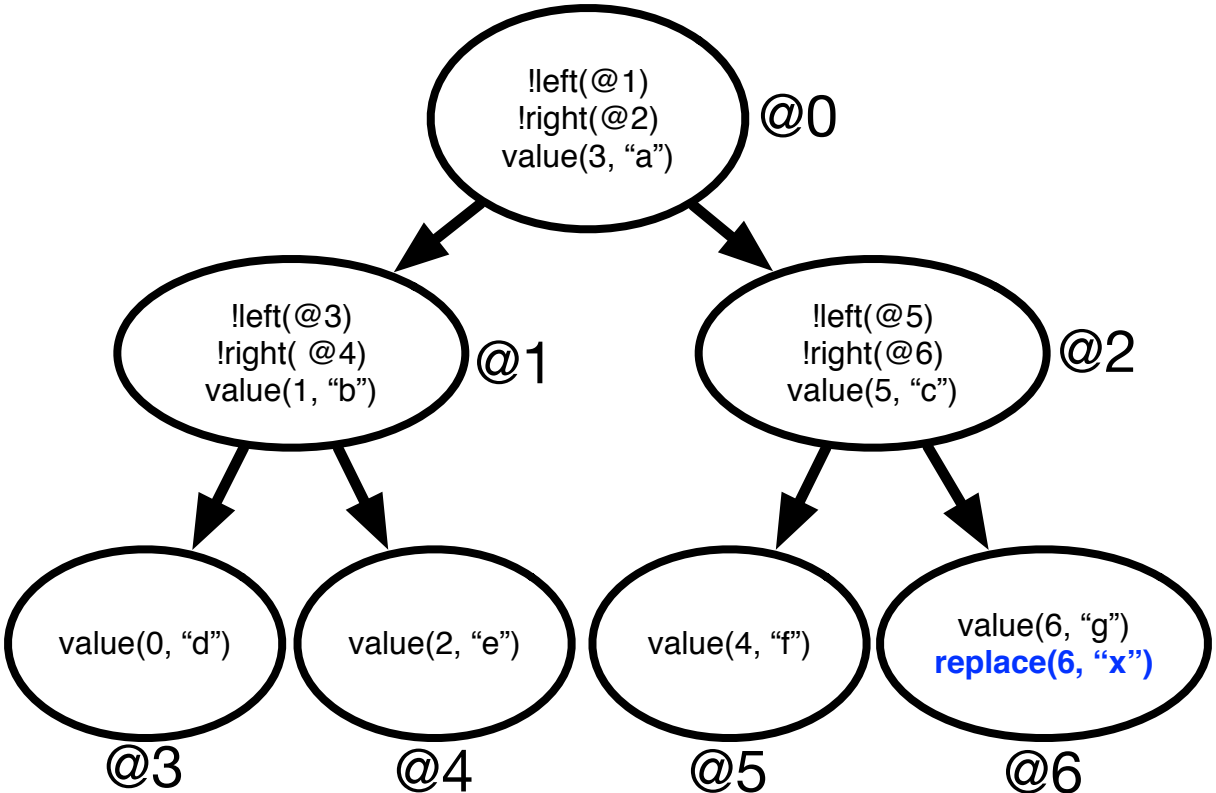 !left(@1)
!right(@2)
value(3, “a”)
@0
!left(@3)
!right( @4)
value(1, “b”)
@1
!left(@5)
!right(@6)
value(5, “c”)
@2
value(0, “d”)
value(2, “e”)
value(4, “f”)
value(6, “g”)
replace(6, “x”)
@3
@4
@5
@6